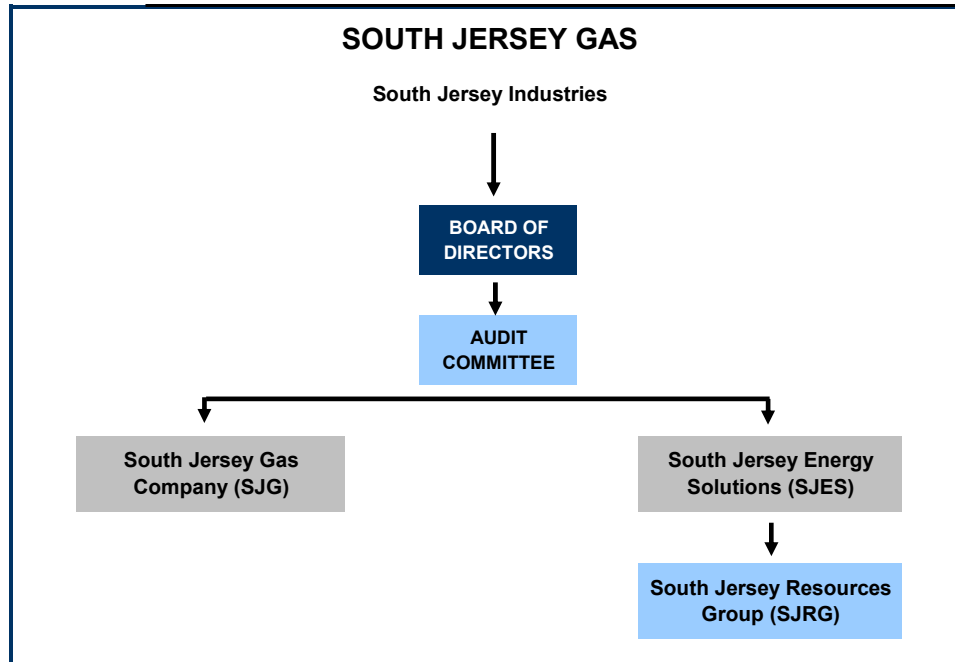 SOUTH JERSEY GAS
South Jersey Industries
BOARD OF
DIRECTORS
AUDIT
COMMITTEE
South Jersey Gas
Company (SJG)
South Jersey Energy
Solutions (SJES)
South Jersey Resources
Group (SJRG)